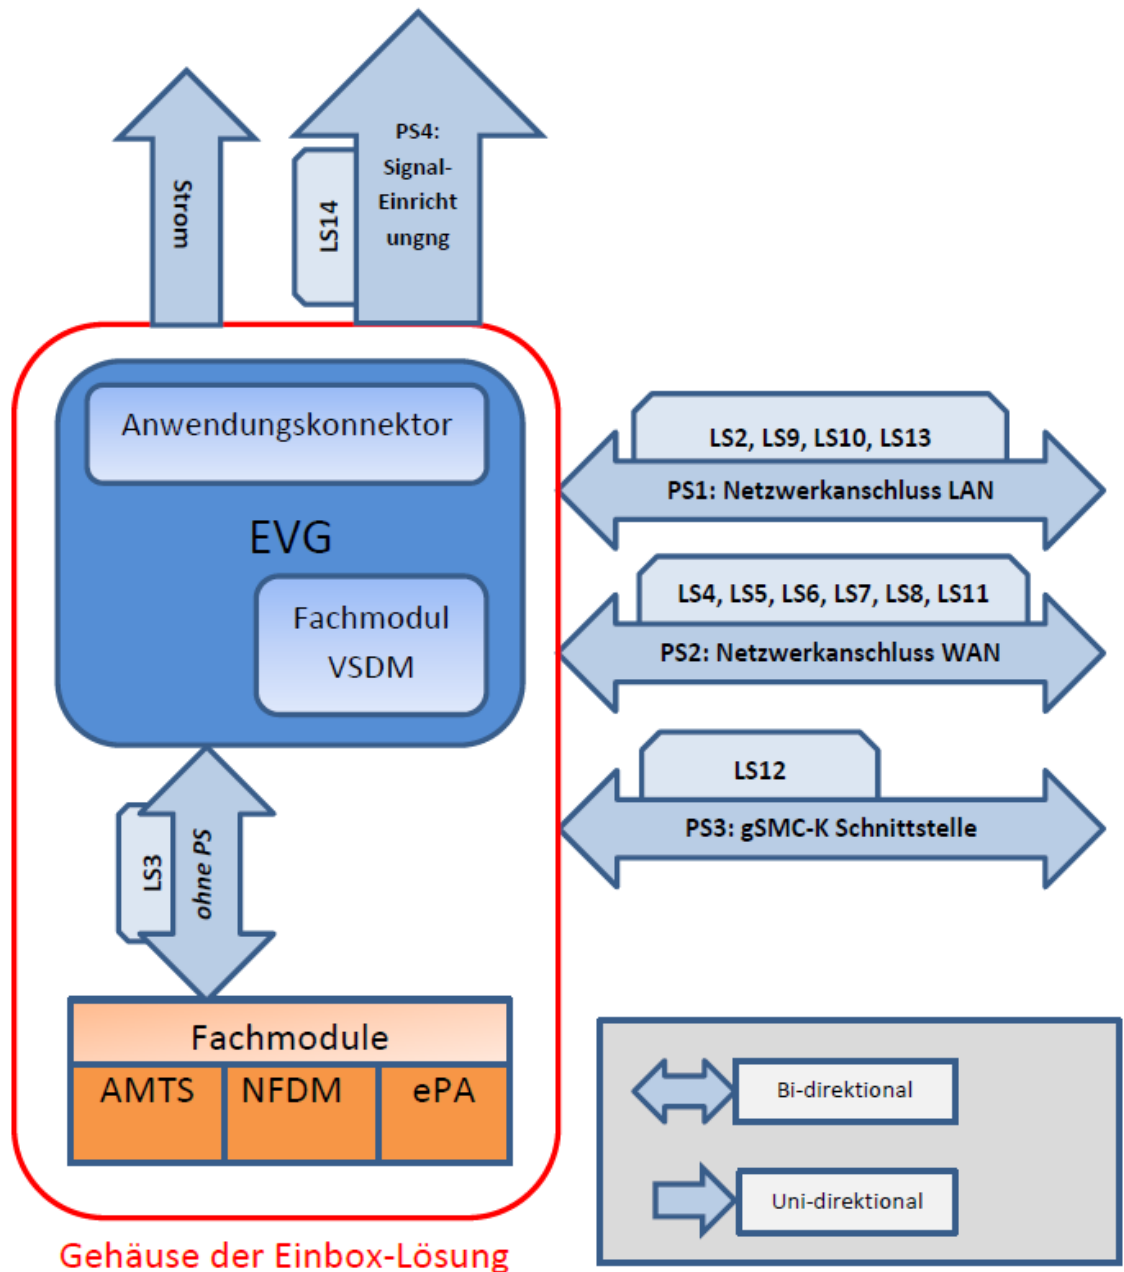 Strom
LS14
PS4:
Signal-
Einricht
ungng
Anwendungskonnektor
EVG
Fachmodul
VSDM
LS2, LS9, LS10, LS13
PS1: Netzwerkanschluss LAN
LS4, LS5, LS6, LS7, LS8, LS11
PS2: Netzwerkanschluss WAN
LS12
PS3: gSMC-K Schnittstelle
LS3
ohne PS
Fachmodule
AMTS
NFDM
ePA
Bi-direktional
Uni-direktional
Gehäuse der Einbox-Lösung